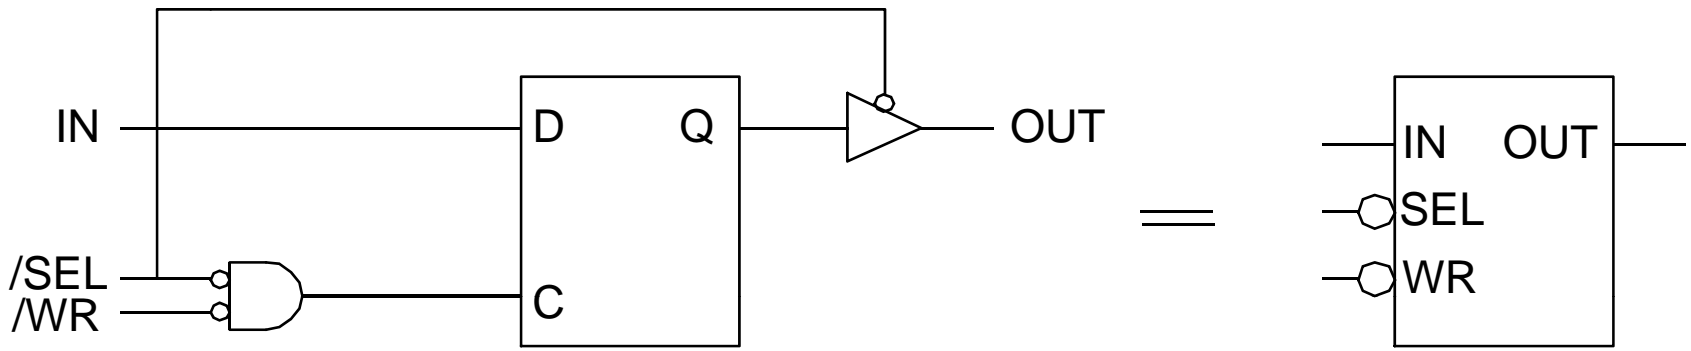 IN D Q OUT
/SEL
/WR C
IN OUT
SEL
WR